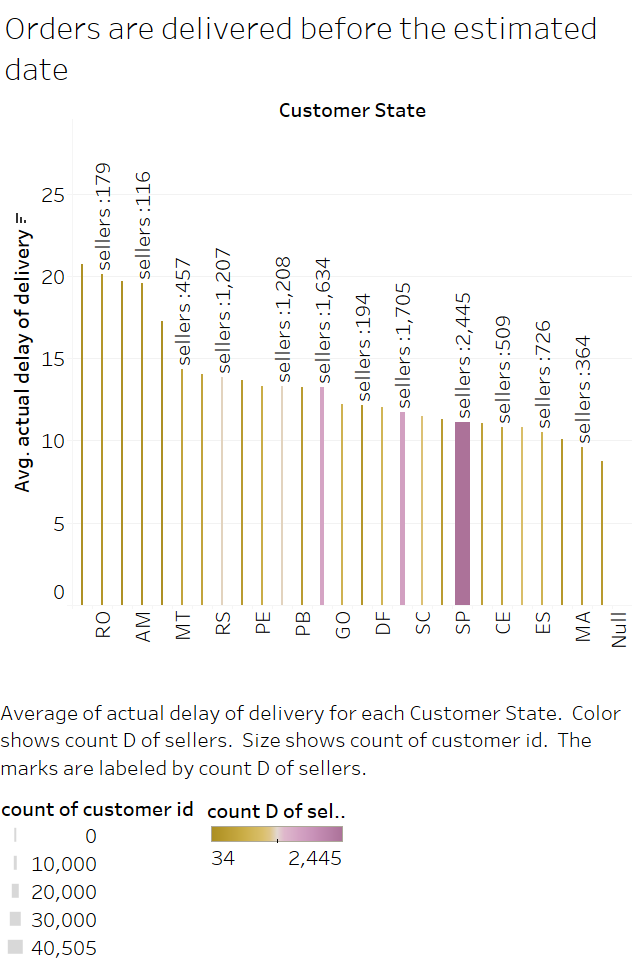 Orders are delivered before the estimated
date
Customer State
Avg. actual delay of delivery
25
20
15
10
5
0
sellers :179
sellers :116
sellers :457
sellers :1,207
sellers :1,208
sellers :1,634
sellers :194
sellers :1,705
sellers :2,445
sellers :509
sellers :726
sellers :364
RO
AM
MT
RS
PE
PB
GO
DF
SC
SP
CE
ES
MA
Null
Average of actual delay of delivery for each Customer State.  Color
shows count D of sellers.  Size shows count of customer id.  The
marks are labeled by count D of sellers.
count of customer id
0
10,000
20,000
30,000
40,505
count D of sel..
34
2,445